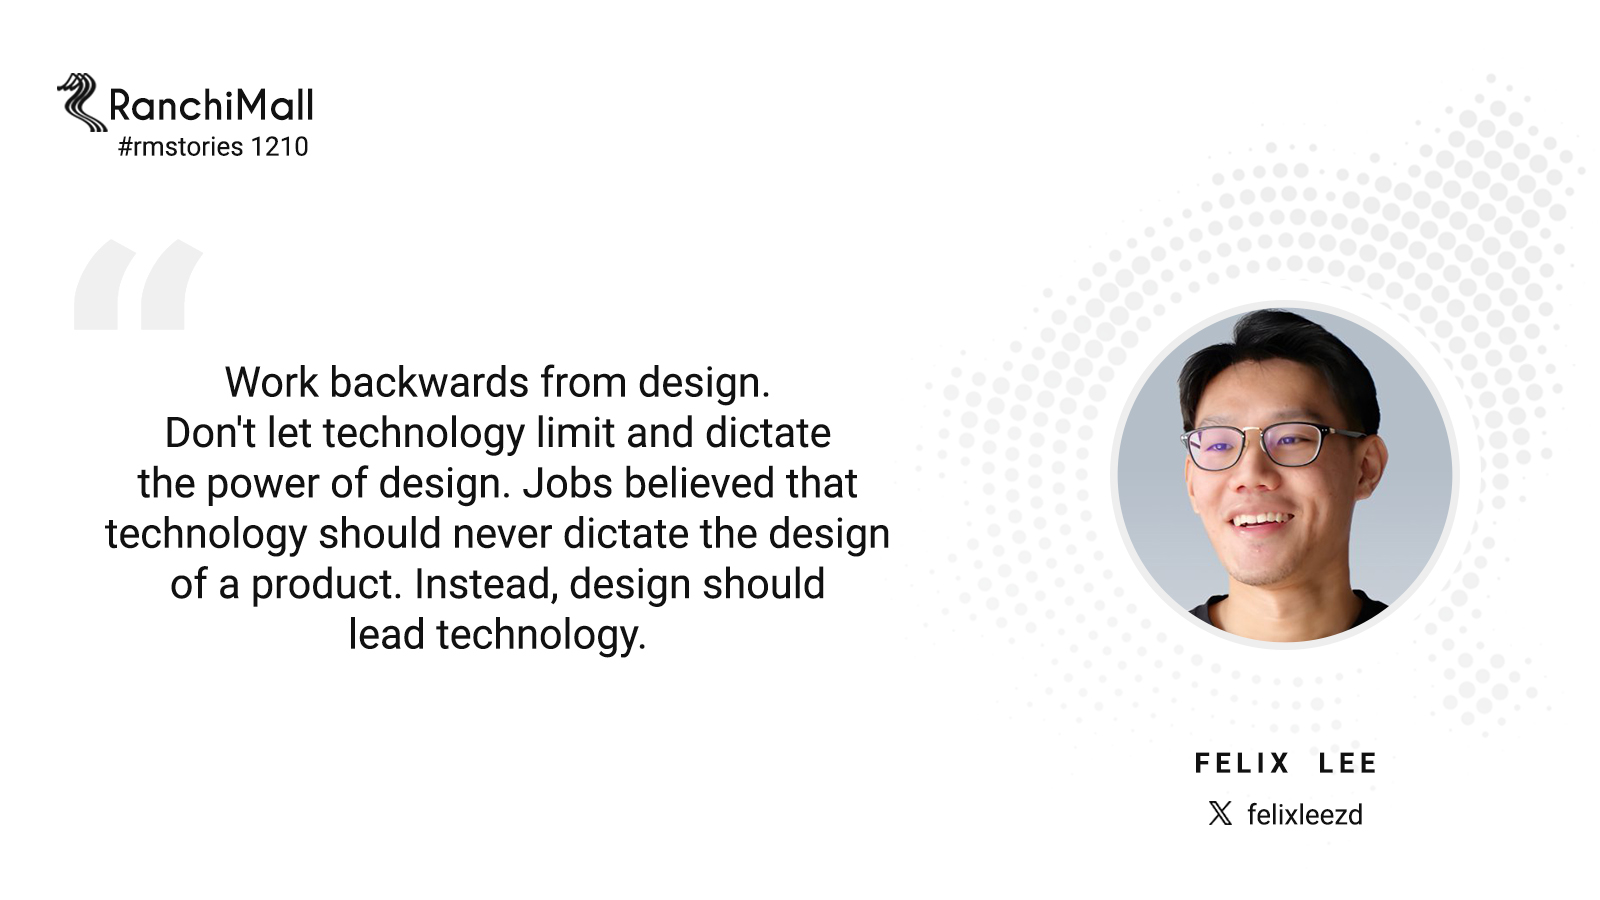 RanchiMall
#rmstories 1210
“
Work backwards from design.
Don't let technology limit and dictate
the power of design. Jobs believed that
technology should never dictate the design
of a product. Instead, design should
lead technology.
FELIX LEE
𝕏 felixleezd